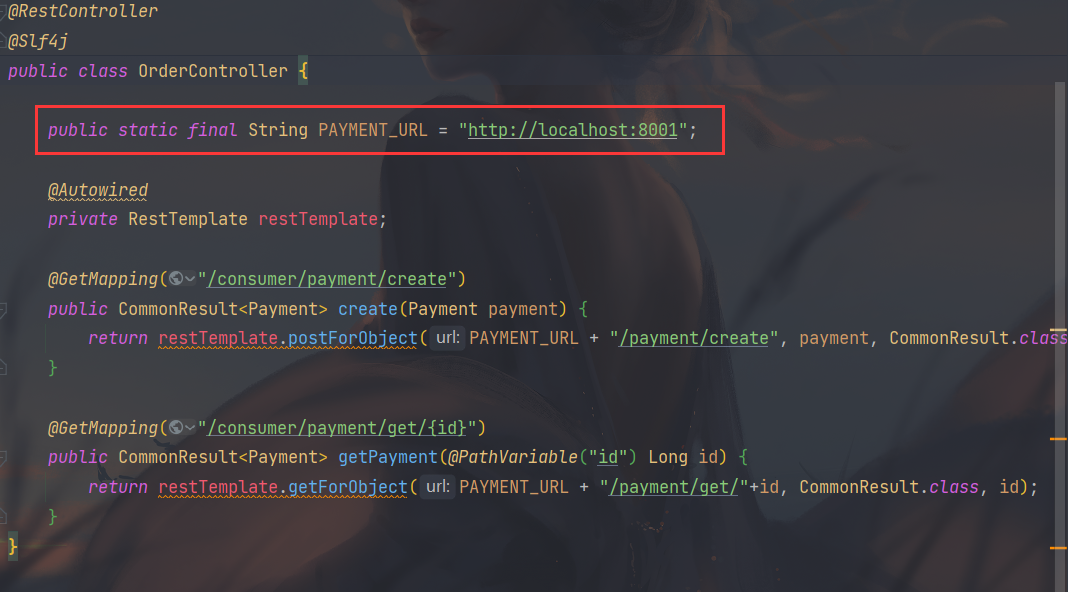 @RestController
@Slf4j
public class OrderController {
public static final String PAYMENT_URL = "http://localhost:8001";
@Autowired
private RestTemplate restTemplate;
@GetMapping("/consumer/payment/create")
public CommonResult<Payment> create(Payment payment) {
return restTemplate.postForObject( url: PAYMENT_URL + "/payment/create", payment, CommonResult.class
}
@GetMapping("/consumer/payment/get/{id}")
public CommonResult<Payment> getPayment(@PathVariable("id") Long id) {
return restTemplate.getForObject( url: PAYMENT_URL + "/payment/get/"+id, CommonResult.class, id);
}
}